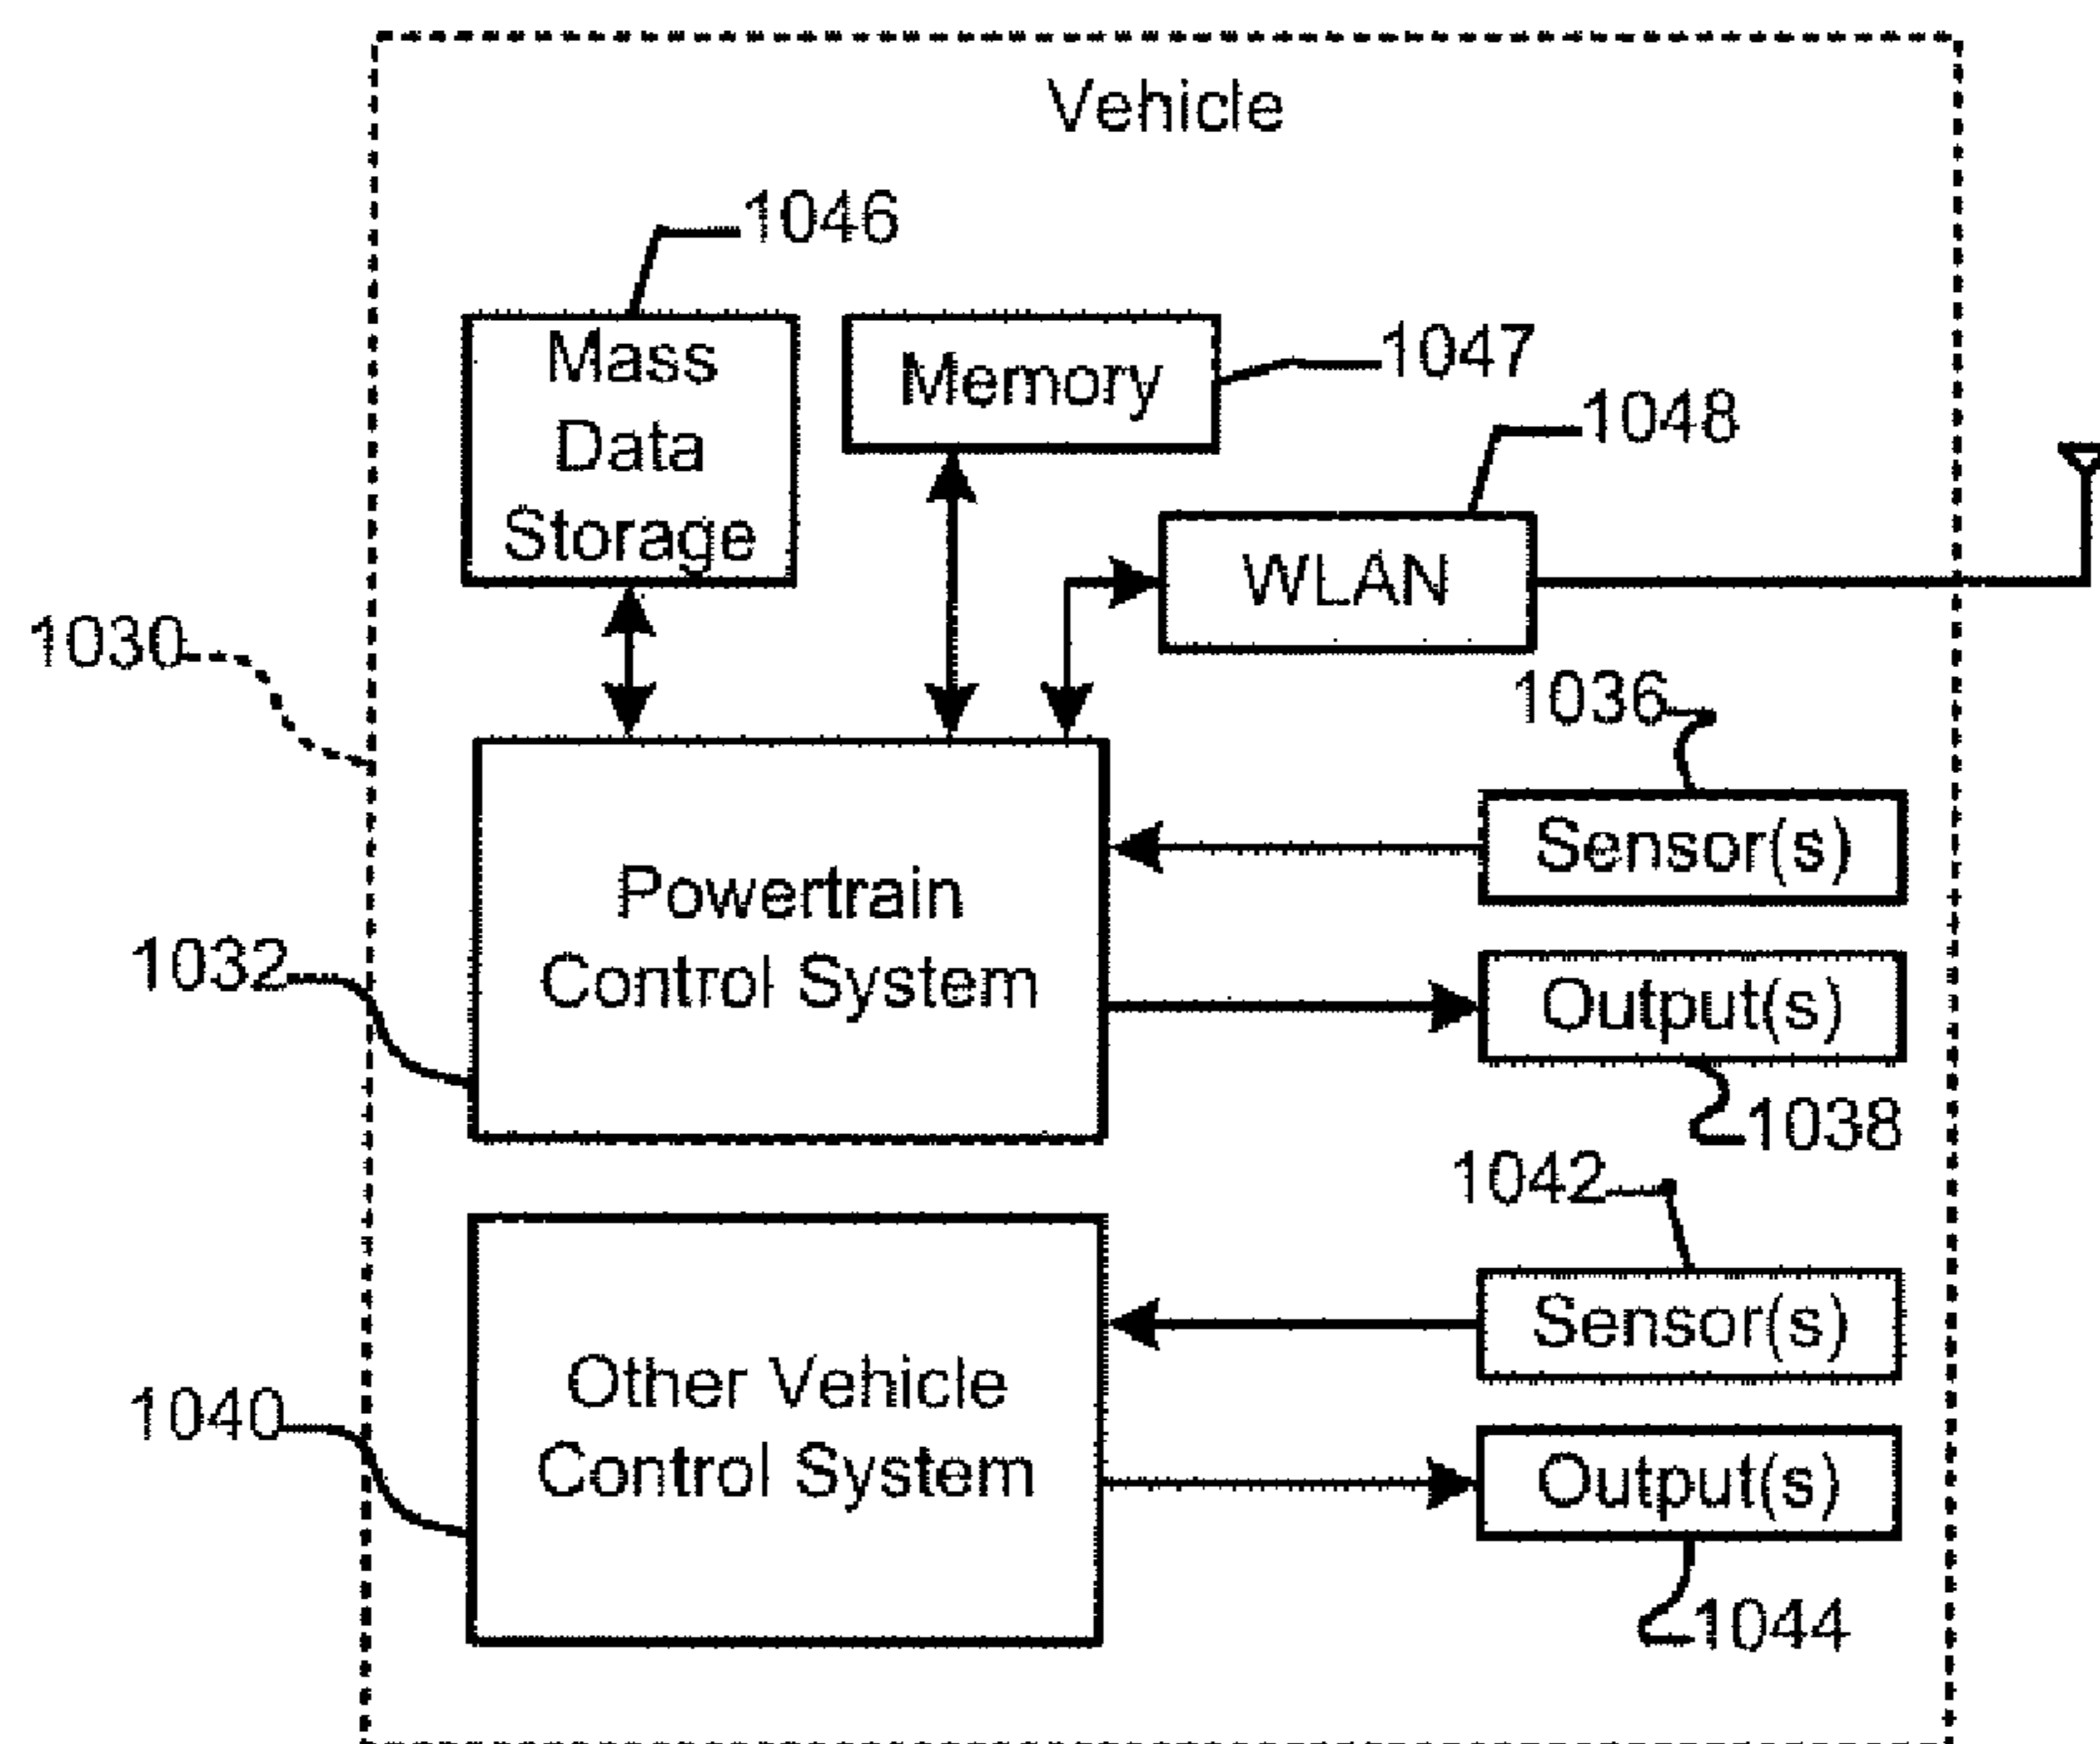 Vehicle
1046
Mass
Data
Storage
Memory
1047
1048
WLAN
1030
1036
Sensor(s)
Powertrain
Control System
1032
Output(s)
1038
1042
Sensor(s)
Other Vehicle
Control System
1040
Output(s)
1044